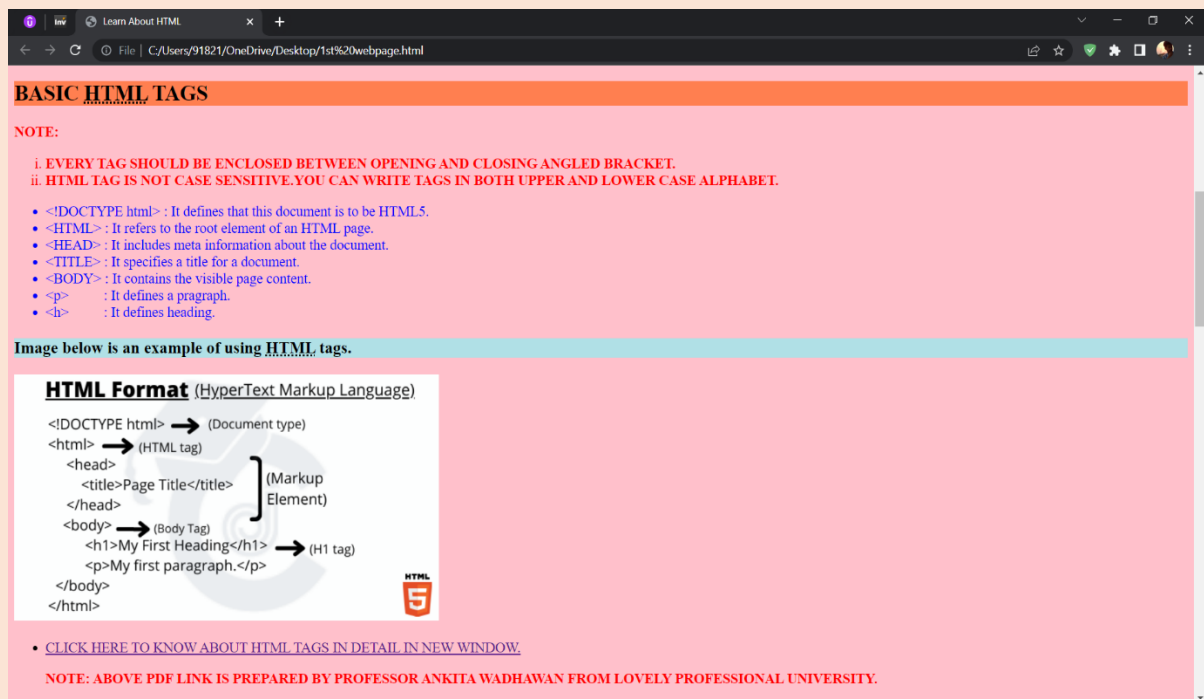 inv Learn About HTML
File | C:/Users/91821/OneDrive/Desktop/1st%20webpage.html
BASIC HTML TAGS
NOTE:
i. EVERY TAG SHOULD BE ENCLOSED BETWEEN OPENING AND CLOSING ANGLED BRACKET.
ii. HTML TAG IS NOT CASE SENSITIVE.YOU CAN WRITE TAGS IN BOTH UPPER AND LOWER CASE ALPHABET.
• <!DOCTYPE html> : It defines that this document is to be HTML5.
• <HTML> : It refers to the root element of an HTML page.
• <HEAD> : It includes meta information about the document.
• <TITLE> : It specifies a title for a document.
• <BODY> : It contains the visible page content.
• <p> : It defines a pragraph.
• <h> : It defines heading.
Image below is an example of using HTML tags.
HTML Format (HyperText Markup Language)
<!DOCTYPE html> (Document type)
<html> (HTML tag)
<head>
<title>Page Title</title> (Markup
Element)
</head>
<body> (Body Tag)
<h1>My First Heading</h1> (H1 tag)
<p>My first paragraph.</p>
</body>
</html>
HTML
5
• CLICK HERE TO KNOW ABOUT HTML TAGS IN DETAIL IN NEW WINDOW.
NOTE: ABOVE PDF LINK IS PREPARED BY PROFESSOR ANKITA WADHAWAN FROM LOVELY PROFESSIONAL UNIVERSITY.